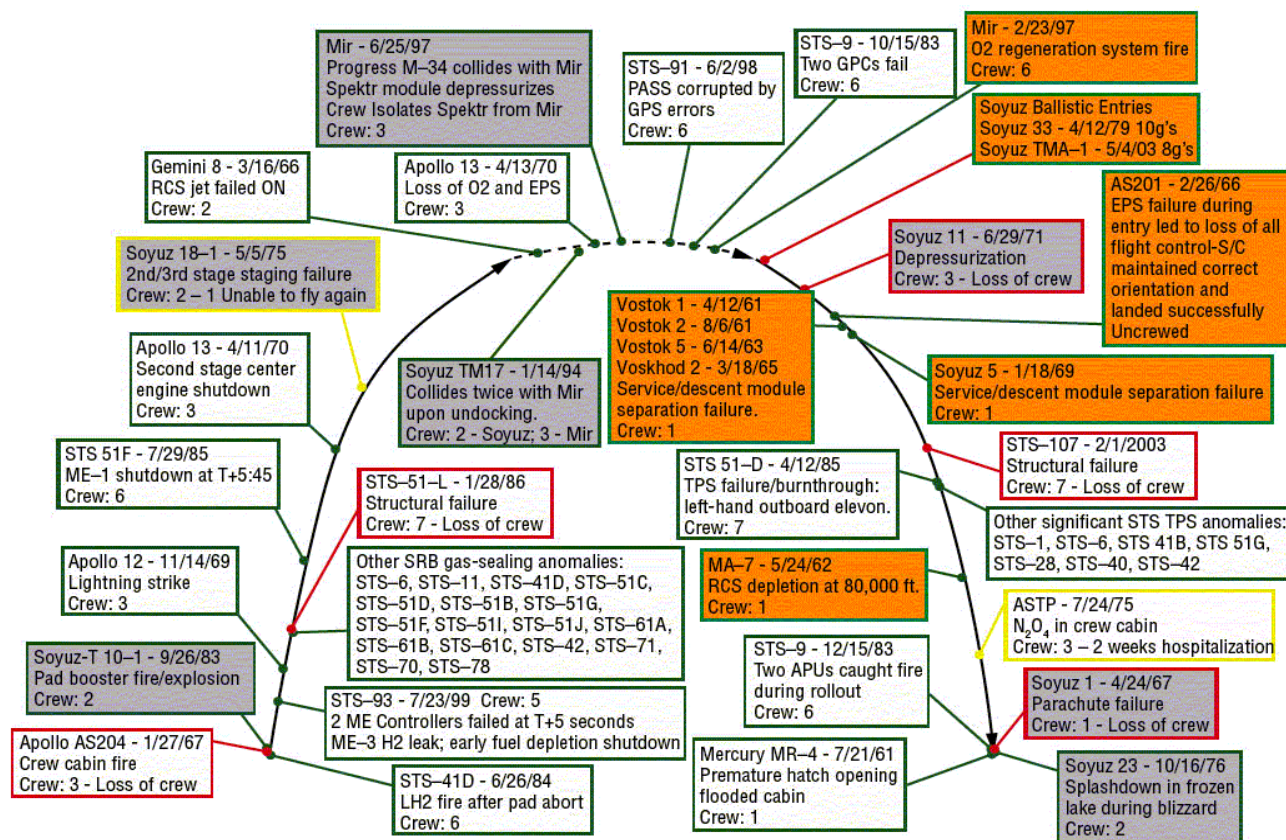 Mir - 6/25/97
Progress M–34 collides with Mir
Spektr module depressurizes
Crew Isolates Spektr from Mir
Crew: 3
STS–91 - 6/2/98
PASS corrupted by
GPS errors
Crew: 6
STS–9 - 10/15/83
Two GPCs fail
Crew: 6
Mir - 2/23/97
O2 regeneration system fire
Crew: 6
Soyuz Ballistic Entries
Soyuz 33 - 4/12/79 10g's
Soyuz TMA–1 - 5/4/03 8g's
Gemini 8 - 3/16/66
RCS jet failed ON
Crew: 2
Apollo 13 - 4/13/70
Loss of O2 and EPS
Crew: 3
AS201 - 2/26/66
EPS failure during
entry led to loss of all
flight control-S/C
maintained correct
orientation and
landed successfully
Uncrewed
Soyuz 18–1 - 5/5/75
2nd/3rd stage staging failure
Crew: 2 – 1 Unable to fly again
Soyuz 11 - 6/29/71
Depressurization
Crew: 3 - Loss of crew
Vostok 1 - 4/12/61
Vostok 2 - 8/6/61
Vostok 5 - 6/14/63
Voskhod 2 - 3/18/65
Service/descent module
separation failure.
Crew: 1
Apollo 13 - 4/11/70
Second stage center
engine shutdown
Crew: 3
Soyuz TM17 - 1/14/94
Collides twice with Mir
upon undocking.
Crew: 2 - Soyuz; 3 - Mir
Soyuz 5 - 1/18/69
Service/descent module separation failure
Crew: 1
STS 51F - 7/29/85
ME–1 shutdown at T+5:45
Crew: 6
STS–51–L - 1/28/86
Structural failure
Crew: 7 - Loss of crew
STS 51–D - 4/12/85
TPS failure/burnthrough:
left-hand outboard elevon.
Crew: 7
STS–107 - 2/1/2003
Structural failure
Crew: 7 - Loss of crew
Other significant STS TPS anomalies:
STS–1, STS–6, STS 41B, STS 51G,
STS–28, STS–40, STS–42
Apollo 12 - 11/14/69
Lightning strike
Crew: 3
Other SRB gas-sealing anomalies:
STS–6, STS–11, STS–41D, STS–51C,
STS–51D, STS–51B, STS–51G,
STS–51F, STS–51I, STS–51J, STS–61A,
STS–61B, STS–61C, STS–42, STS–71,
STS–70, STS–78
MA–7 - 5/24/62
RCS depletion at 80,000 ft.
Crew: 1
ASTP - 7/24/75
N₂O₄ in crew cabin
Crew: 3 – 2 weeks hospitalization
Soyuz-T 10–1 - 9/26/83
Pad booster fire/explosion
Crew: 2
STS–9 - 12/15/83
Two APUs caught fire
during rollout
Crew: 6
Soyuz 1 - 4/24/67
Parachute failure
Crew: 1 - Loss of crew
STS–93 - 7/23/99 Crew: 5
2 ME Controllers failed at T+5 seconds
ME–3 H2 leak; early fuel depletion shutdown
Apollo AS204 - 1/27/67
Crew cabin fire
Crew: 3 - Loss of crew
Mercury MR–4 - 7/21/61
Premature hatch opening
flooded cabin
Crew: 1
Soyuz 23 - 10/16/76
Splashdown in frozen
lake during blizzard
Crew: 2
STS–41D - 6/26/84
LH2 fire after pad abort
Crew: 6